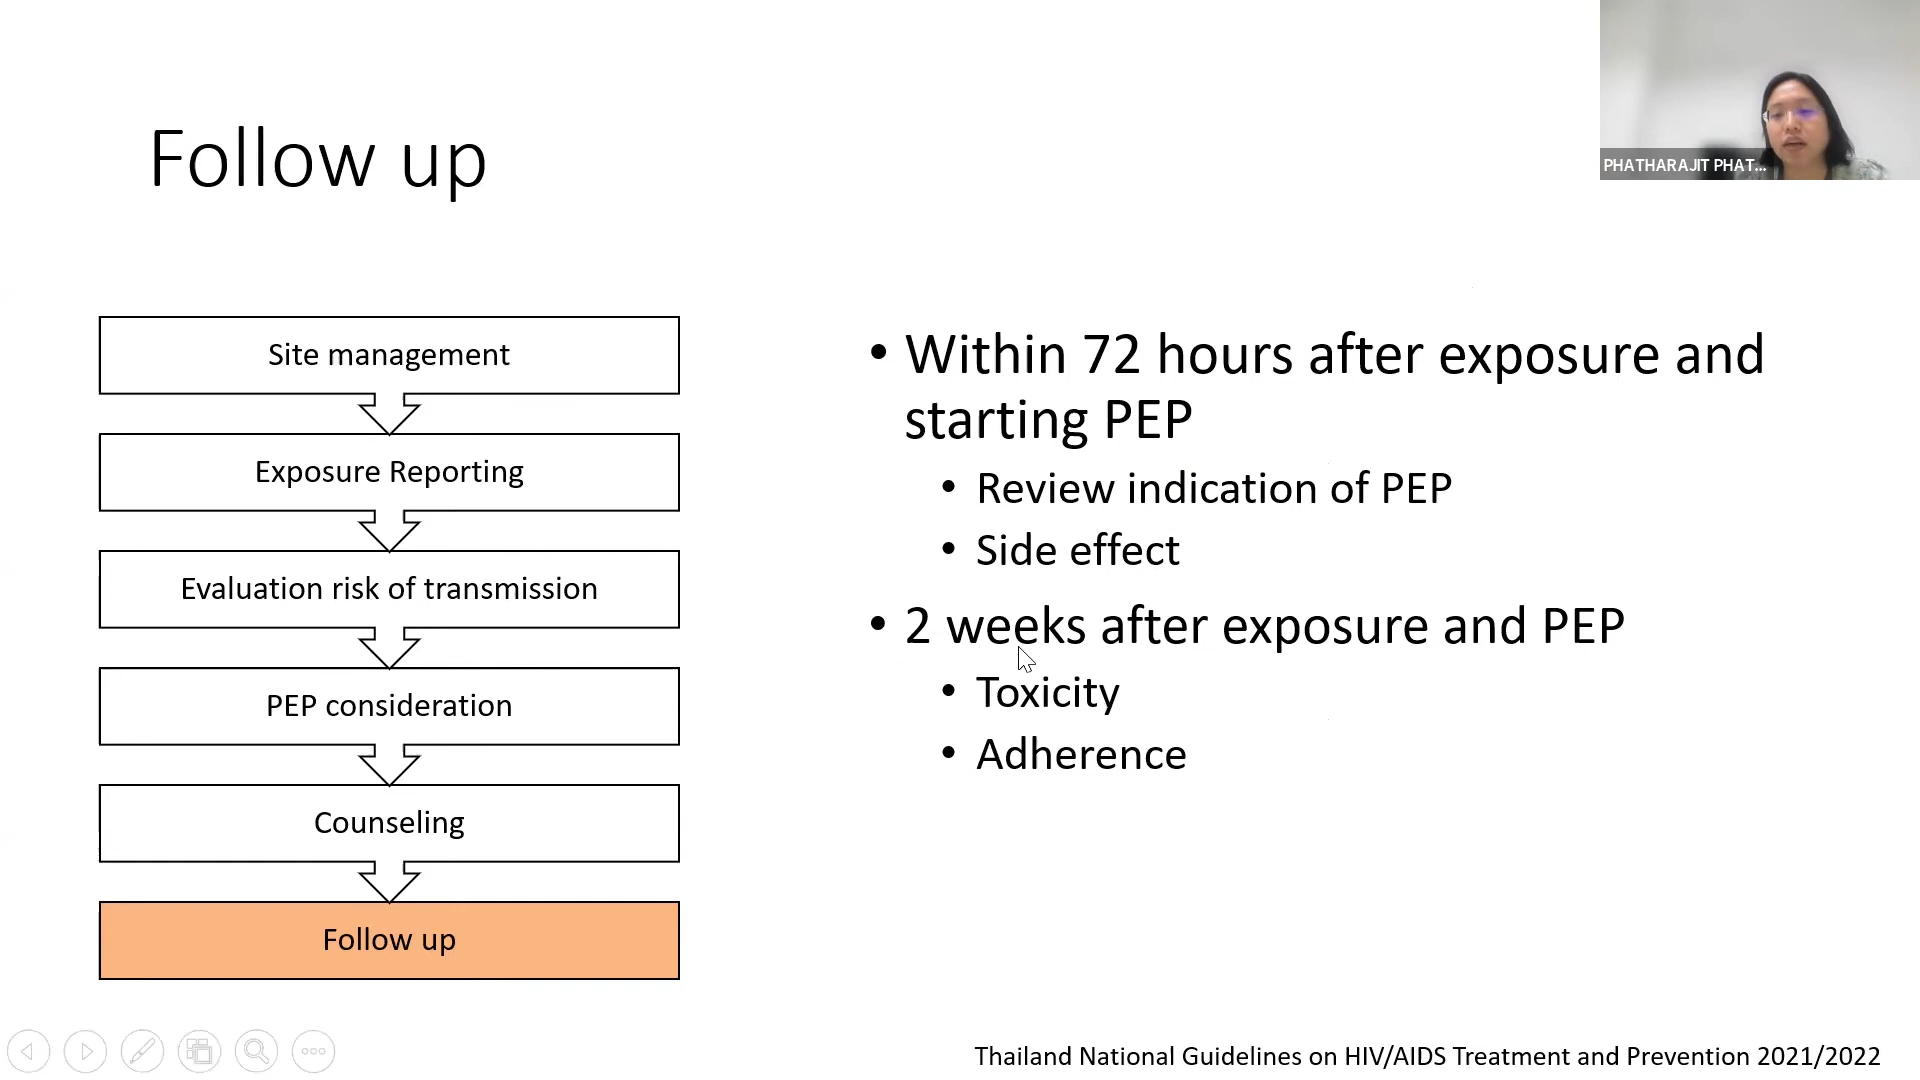 PHATHARAJIT PHAT...
Follow up
Site management
Exposure Reporting
Evaluation risk of transmission
PEP consideration
Counseling
Follow up
• Within 72 hours after exposure and
starting PEP
• Review indication of PEP
• Side effect
• 2 weeks after exposure and PEP
• Toxicity
• Adherence
Thailand National Guidelines on HIV/AIDS Treatment and Prevention 2021/2022